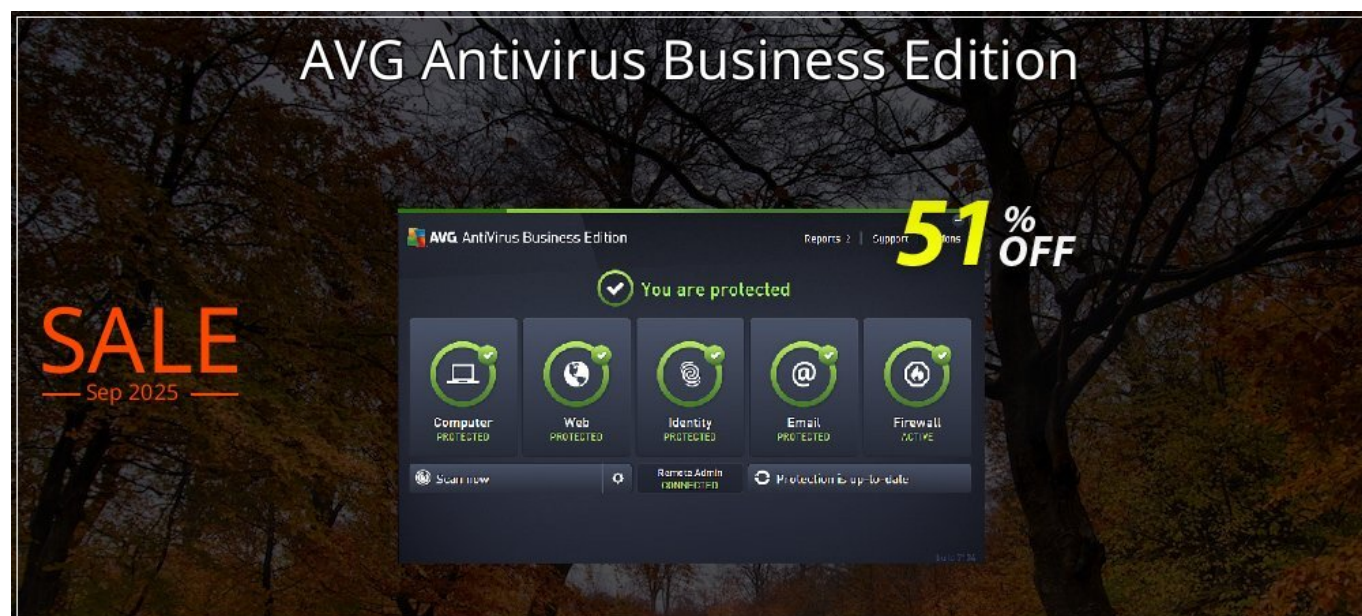 AVG Antivirus Business Edition
51% OFF
AVG AntiVirus Business Edition
Reports 2 | Support
You are protected
SALE
Sep 2025
Computer
PROTECTED
Web
PROTECTED
Identity
PROTECTED
Email
PROTECTED
Firewall
ACTIVE
Scan now
Remote Admin
CONNECTED
Protection is up-to-date